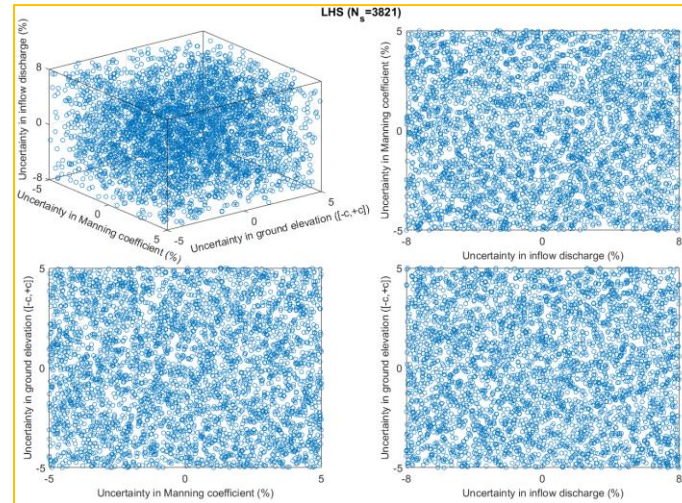 LHS (Ns=3821)
Uncertainty in inflow discharge (%)
8
0
-8
-5
0
5
Uncertainty in Manning coefficient (%)
-5
0
5
Uncertainty in ground elevation ([-c,+c])
Uncertainty in Manning coefficient (%)
5
0
-5
-8
0
8
Uncertainty in inflow discharge (%)
Uncertainty in ground elevation ([-c,+c])
5
0
-5
-5
0
5
Uncertainty in Manning coefficient (%)
Uncertainty in ground elevation ([-c,+c])
5
0
-5
-8
0
8
Uncertainty in inflow discharge (%)